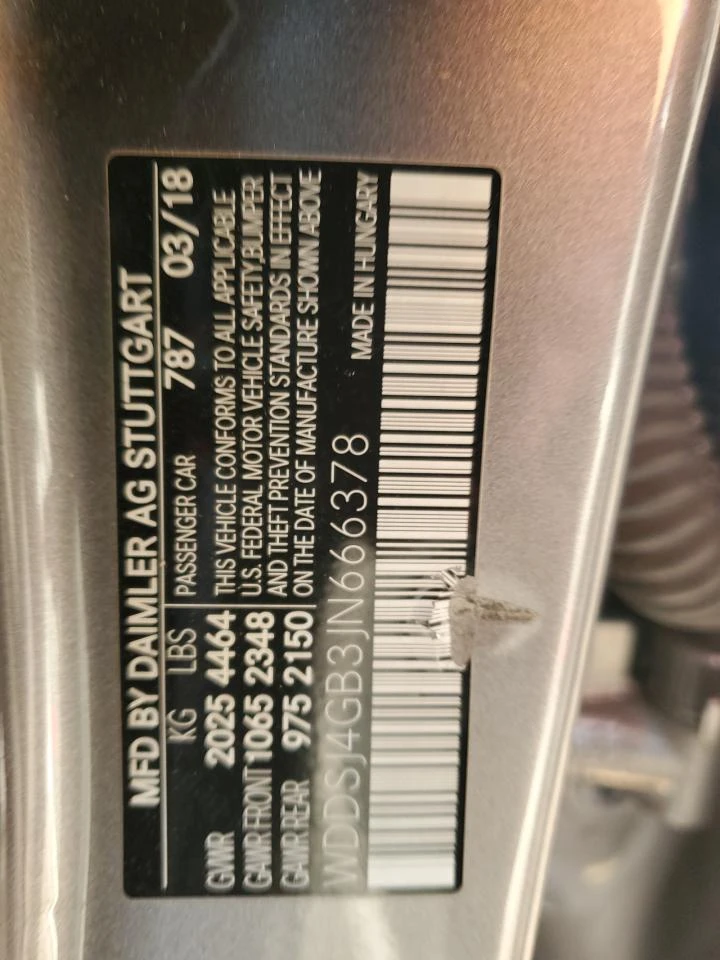 MFD BY DAIMLER AG STUTTGART
KG LBS PASSENGER CAR 787 03/18
GWR 2025 4464 THIS VEHICLE CONFORMS TO ALL APPLICABLE
GAWR FRONT 1065 2348 U.S. FEDERAL MOTOR VEHICLE SAFETY,BUMPER
GAWR REAR 975 2150 AND THEFT PREVENTION STANDARDS IN EFFECT
ON THE DATE OF MANUFACTURE SHOWN ABOVE
WDDSJ4GB3JN666378 MADE IN HUNGARY